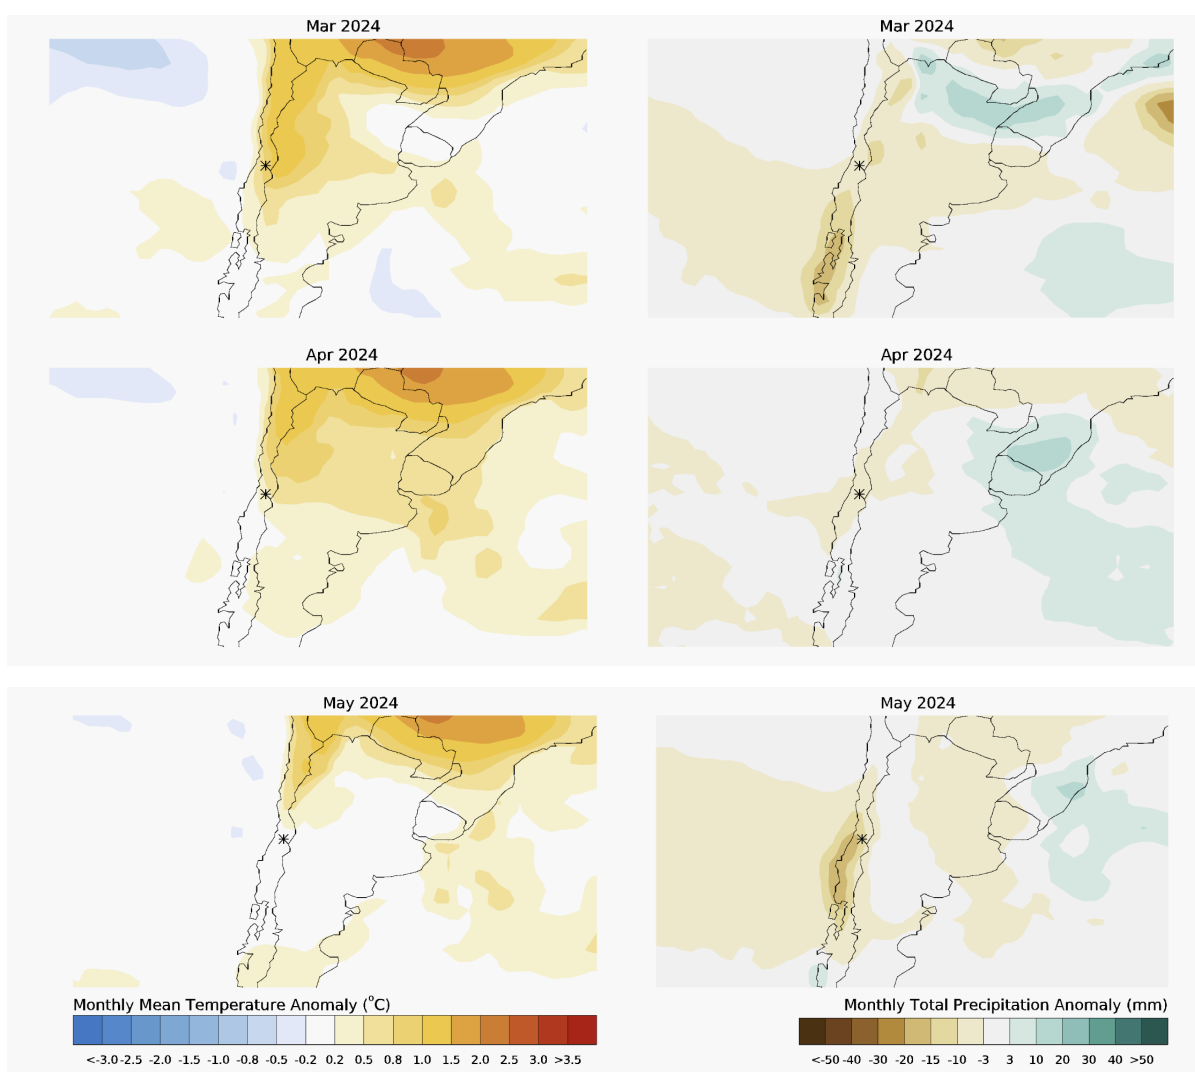 Mar 2024
Mar 2024
Apr 2024
Apr 2024
May 2024
May 2024
Monthly Mean Temperature Anomaly (°C)
<-3.0 -2.5 -2.0 -1.5 -1.0 -0.8 -0.5 -0.2 0.2 0.5 0.8 1.0 1.5 2.0 2.5 3.0 >3.5
Monthly Total Precipitation Anomaly (mm)
<-50 -40 -30 -20 -15 -10 -3 3 10 20 30 40 >50